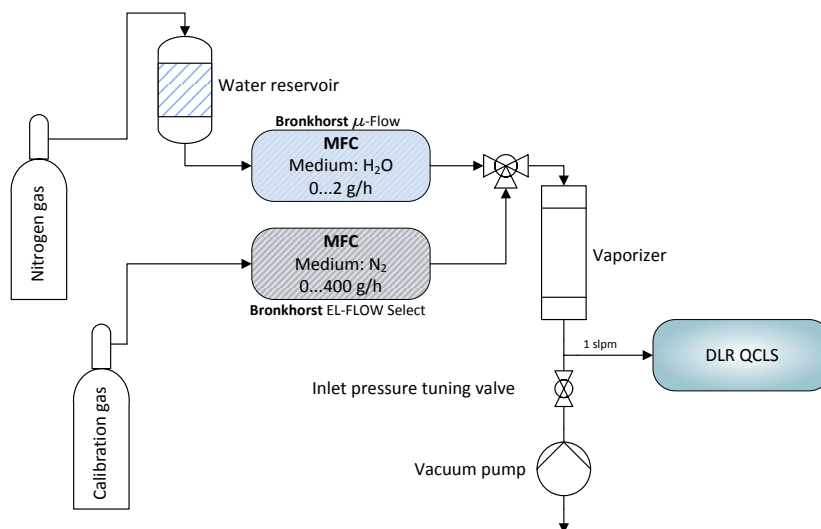 Water reservoir
Bronkhorst μ-Flow
MFC
Medium: H₂O
0...2 g/h
Nitrogen gas
MFC
Medium: N₂
0...400 g/h
Bronkhorst EL-FLOW Select
Vaporizer
1 slpm
DLR QCLS
Calibration gas
Inlet pressure tuning valve
Vacuum pump